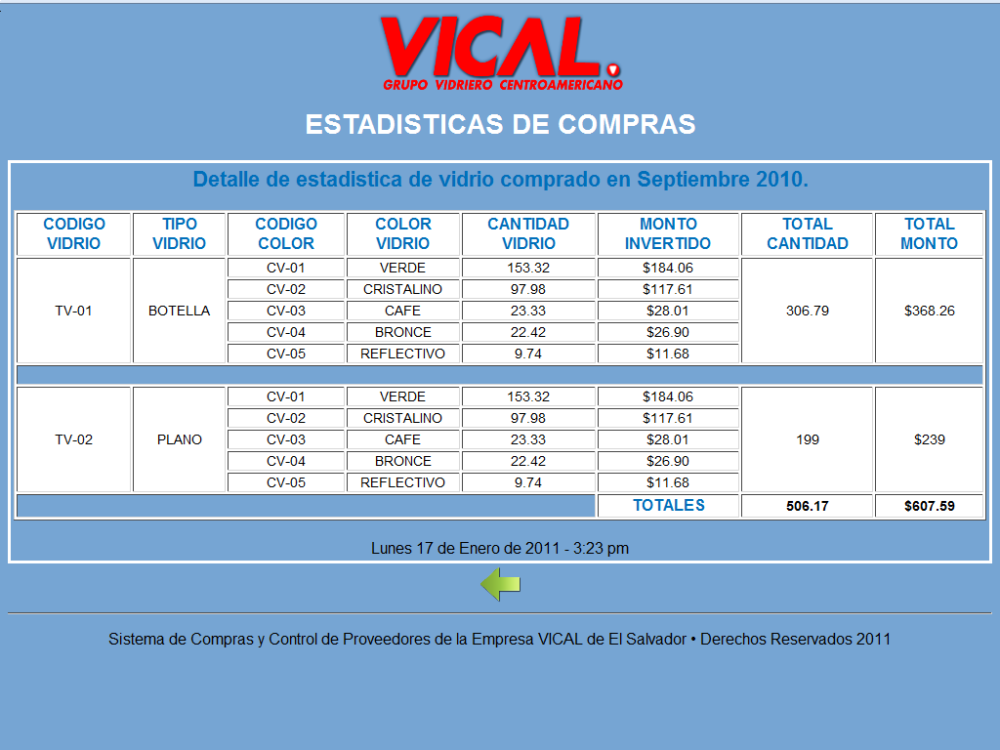 VICAL.
GRUPO VIDRIERO CENTROAMERICANO
ESTADISTICAS DE COMPRAS
Detalle de estadistica de vidrio comprado en Septiembre 2010.
CODIGO VIDRIO TIPO VIDRIO CODIGO COLOR COLOR VIDRIO CANTIDAD VIDRIO MONTO INVERTIDO TOTAL CANTIDAD TOTAL MONTO
CV-01 VERDE 153.32 $184.06
CV-02 CRISTALINO 97.98 $117.61
TV-01 BOTELLA CV-03 CAFE 23.33 $28.01 306.79 $368.26
CV-04 BRONCE 22.42 $26.90
CV-05 REFLECTIVO 9.74 $11.68
CV-01 VERDE 153.32 $184.06
CV-02 CRISTALINO 97.98 $117.61
TV-02 PLANO CV-03 CAFE 23.33 $28.01 199 $239
CV-04 BRONCE 22.42 $26.90
CV-05 REFLECTIVO 9.74 $11.68
TOTALES 506.17 $607.59
Lunes 17 de Enero de 2011 - 3:23 pm
Sistema de Compras y Control de Proveedores de la Empresa VICAL de El Salvador • Derechos Reservados 2011